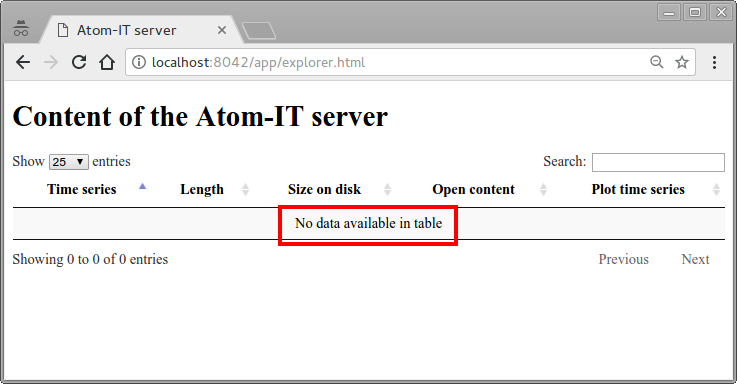 Atom-IT server
localhost:8042/app/explorer.html
Content of the Atom-IT server
Show 25 entries Search:
Time series Length Size on disk Open content Plot time series
No data available in table
Showing 0 to 0 of 0 entries Previous Next